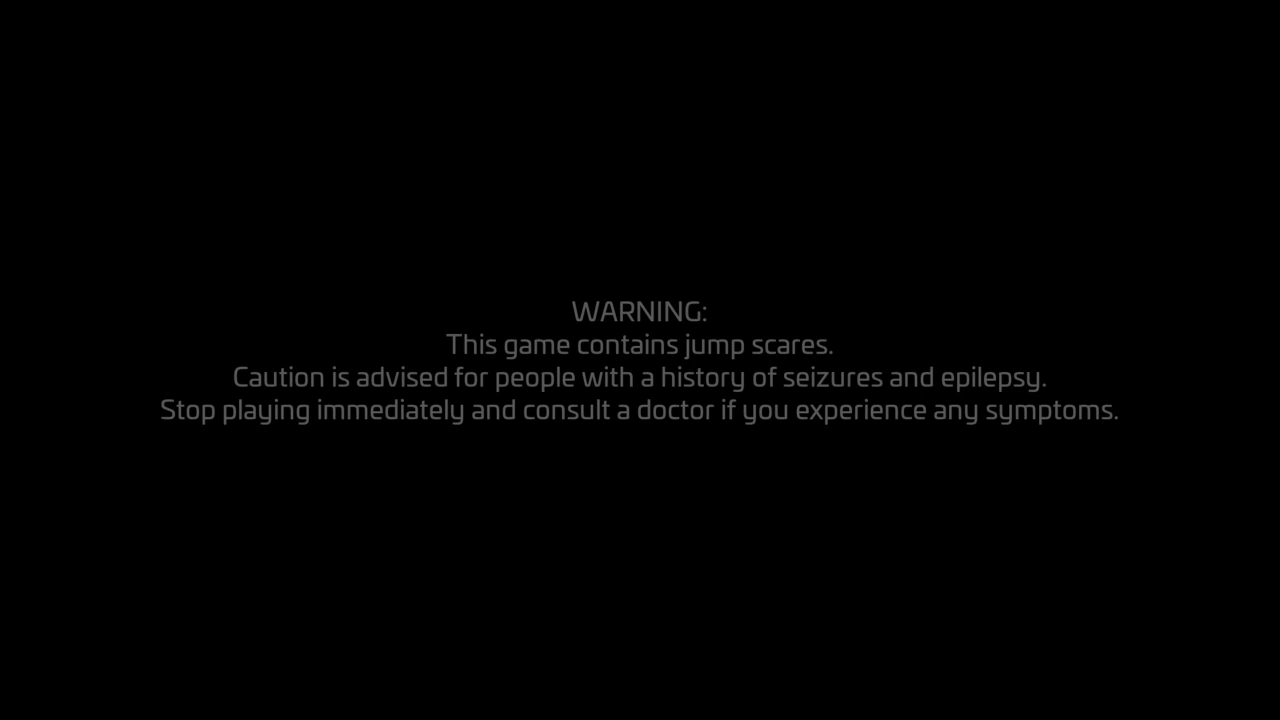 WARNING:
This game contains jump scares.
Caution is advised for people with a history of seizures and epilepsy.
Stop playing immediately and consult a doctor if you experience any symptoms.